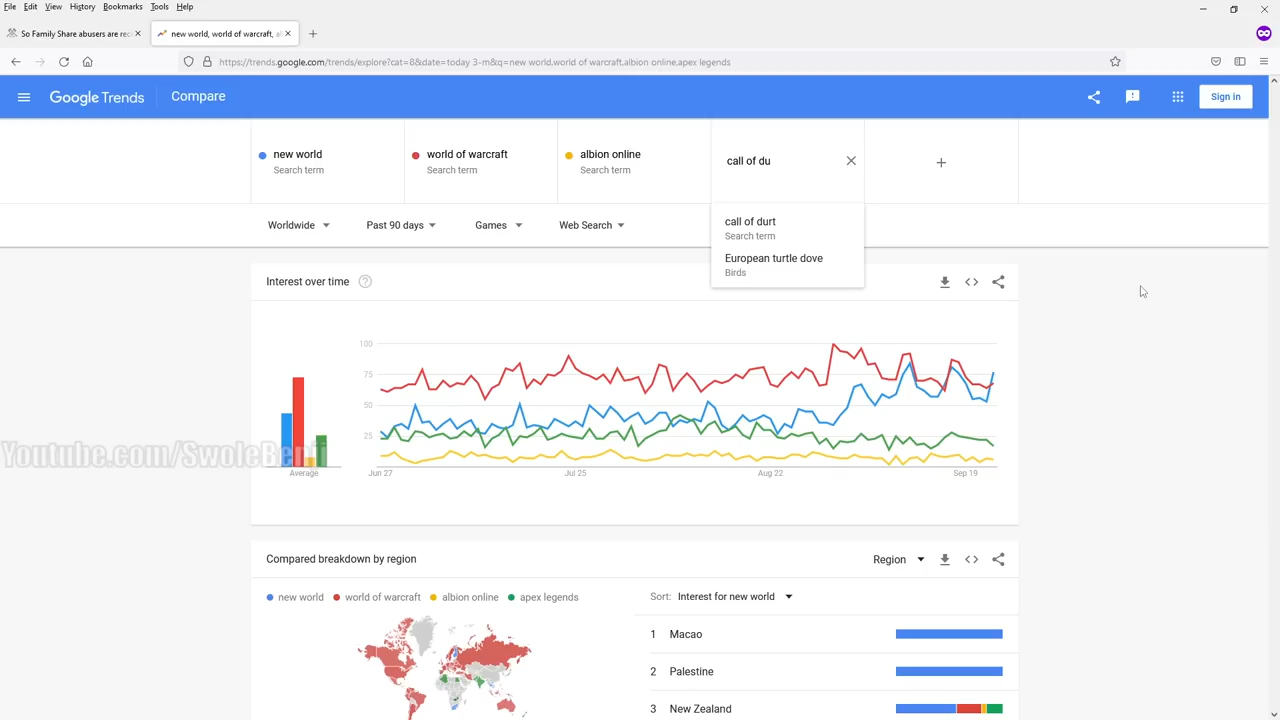 File Edit View History Bookmarks Tools Help
So Family Share abusers are rec
new world, world of warcraft, al
https://trends.google.com/trends/explore?cat=8&date=today 3-m&q=new world,world of warcraft,albion online,apex legends
Google Trends Compare Sign in
new world
Search term
world of warcraft
Search term
albion online
Search term
call of du
call of durt
Search term
European turtle dove
Birds
Worldwide Past 90 days Games Web Search
Interest over time
100
75
50
25
Average
Jun 27 Jul 25 Aug 22 Sep 19
Youtube.com/SwoleBenji
Compared breakdown by region Region
new world world of warcraft albion online apex legends
Sort: Interest for new world
1 Macao
2 Palestine
3 New Zealand